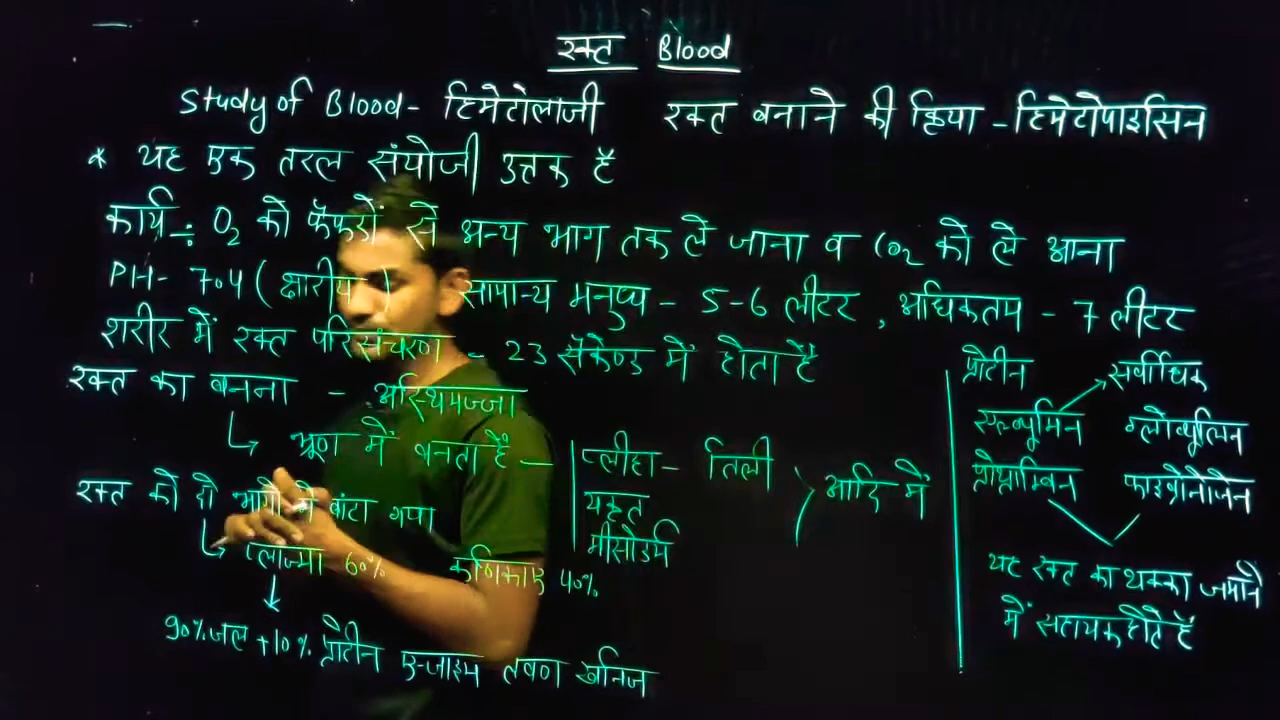 रक्त Blood
Study of Blood - हिमेटोलाजी रक्त बनाने की क्रिया - हिमेटोपाइसिन
* यह एक तरल संयोजी उत्तक है
कार्य -: O2 को फेंफड़ों से अन्य भाग तक ले जाना व CO2 को ले आना
PH- 7.4 (क्षारीय) सामान्य मनुष्य - 5-6 लीटर, अधिकतम - 7 लीटर
शरीर में रक्त परिसंचरण - 23 सैकेण्ड में होता है
रक्त का बनना - अस्थिमज्जा
भ्रूण में बनता है - प्लीहा - तिली
यकृत
मीसोडर्म
आदि में
रक्त को दो भागों में बांटा गया
प्लाज्मा 60% कणिकाए 40%
90% जल + 10% प्रोटीन एन्जाइम लवण खनिज
प्रोटीन सर्वाधिक
एल्ब्यूमिन ग्लोब्यूलिन
प्रोथ्राम्बिन फाइब्रोनोजैन
यह रक्त का थक्का जमाने
में सहायक होते है